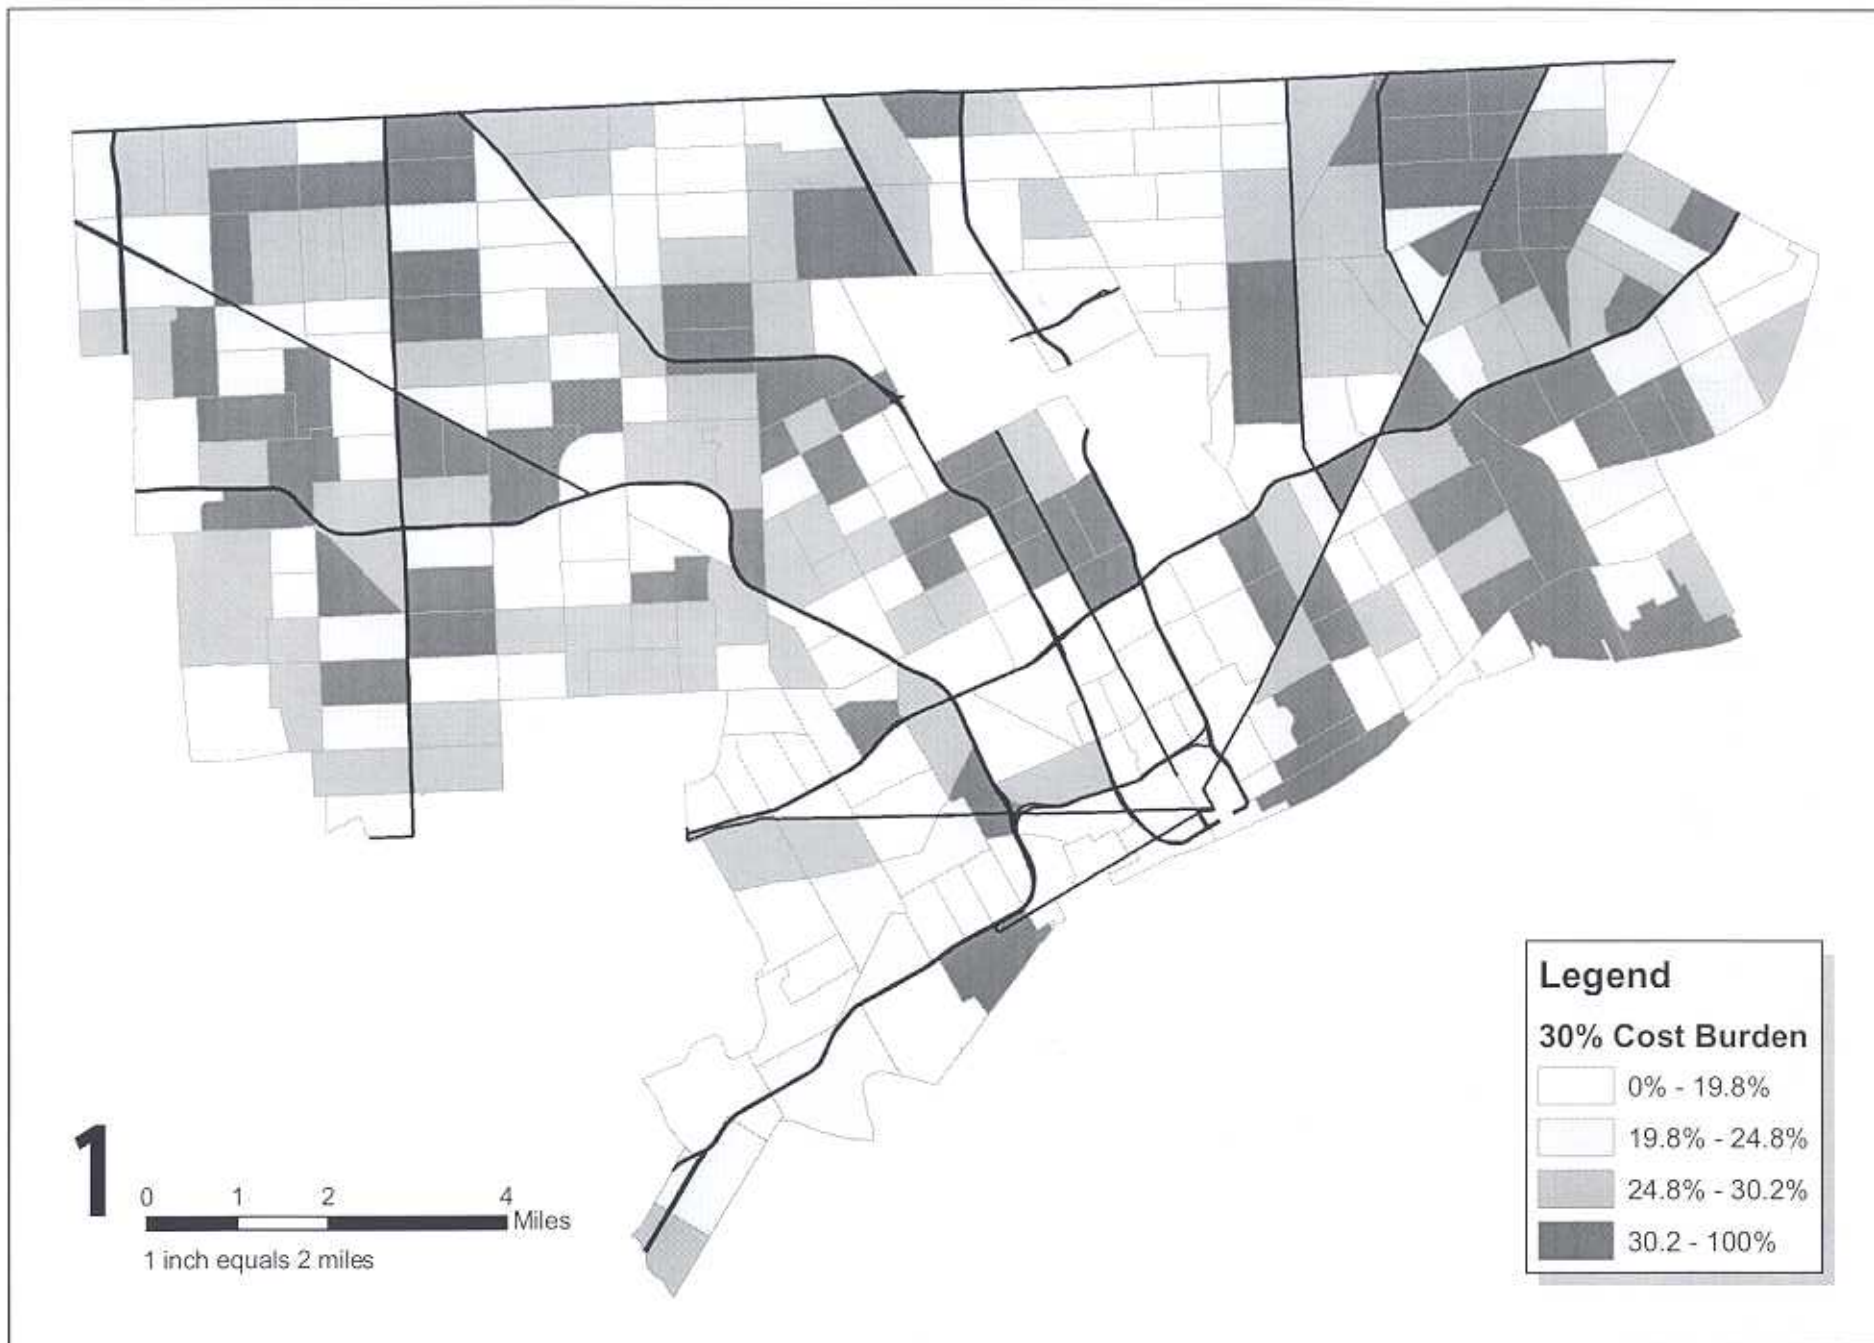 Legend
30% Cost Burden
0% - 19.8%
19.8% - 24.8%
24.8% - 30.2%
30.2 - 100%
1
0 1 2 4
Miles
1 inch equals 2 miles